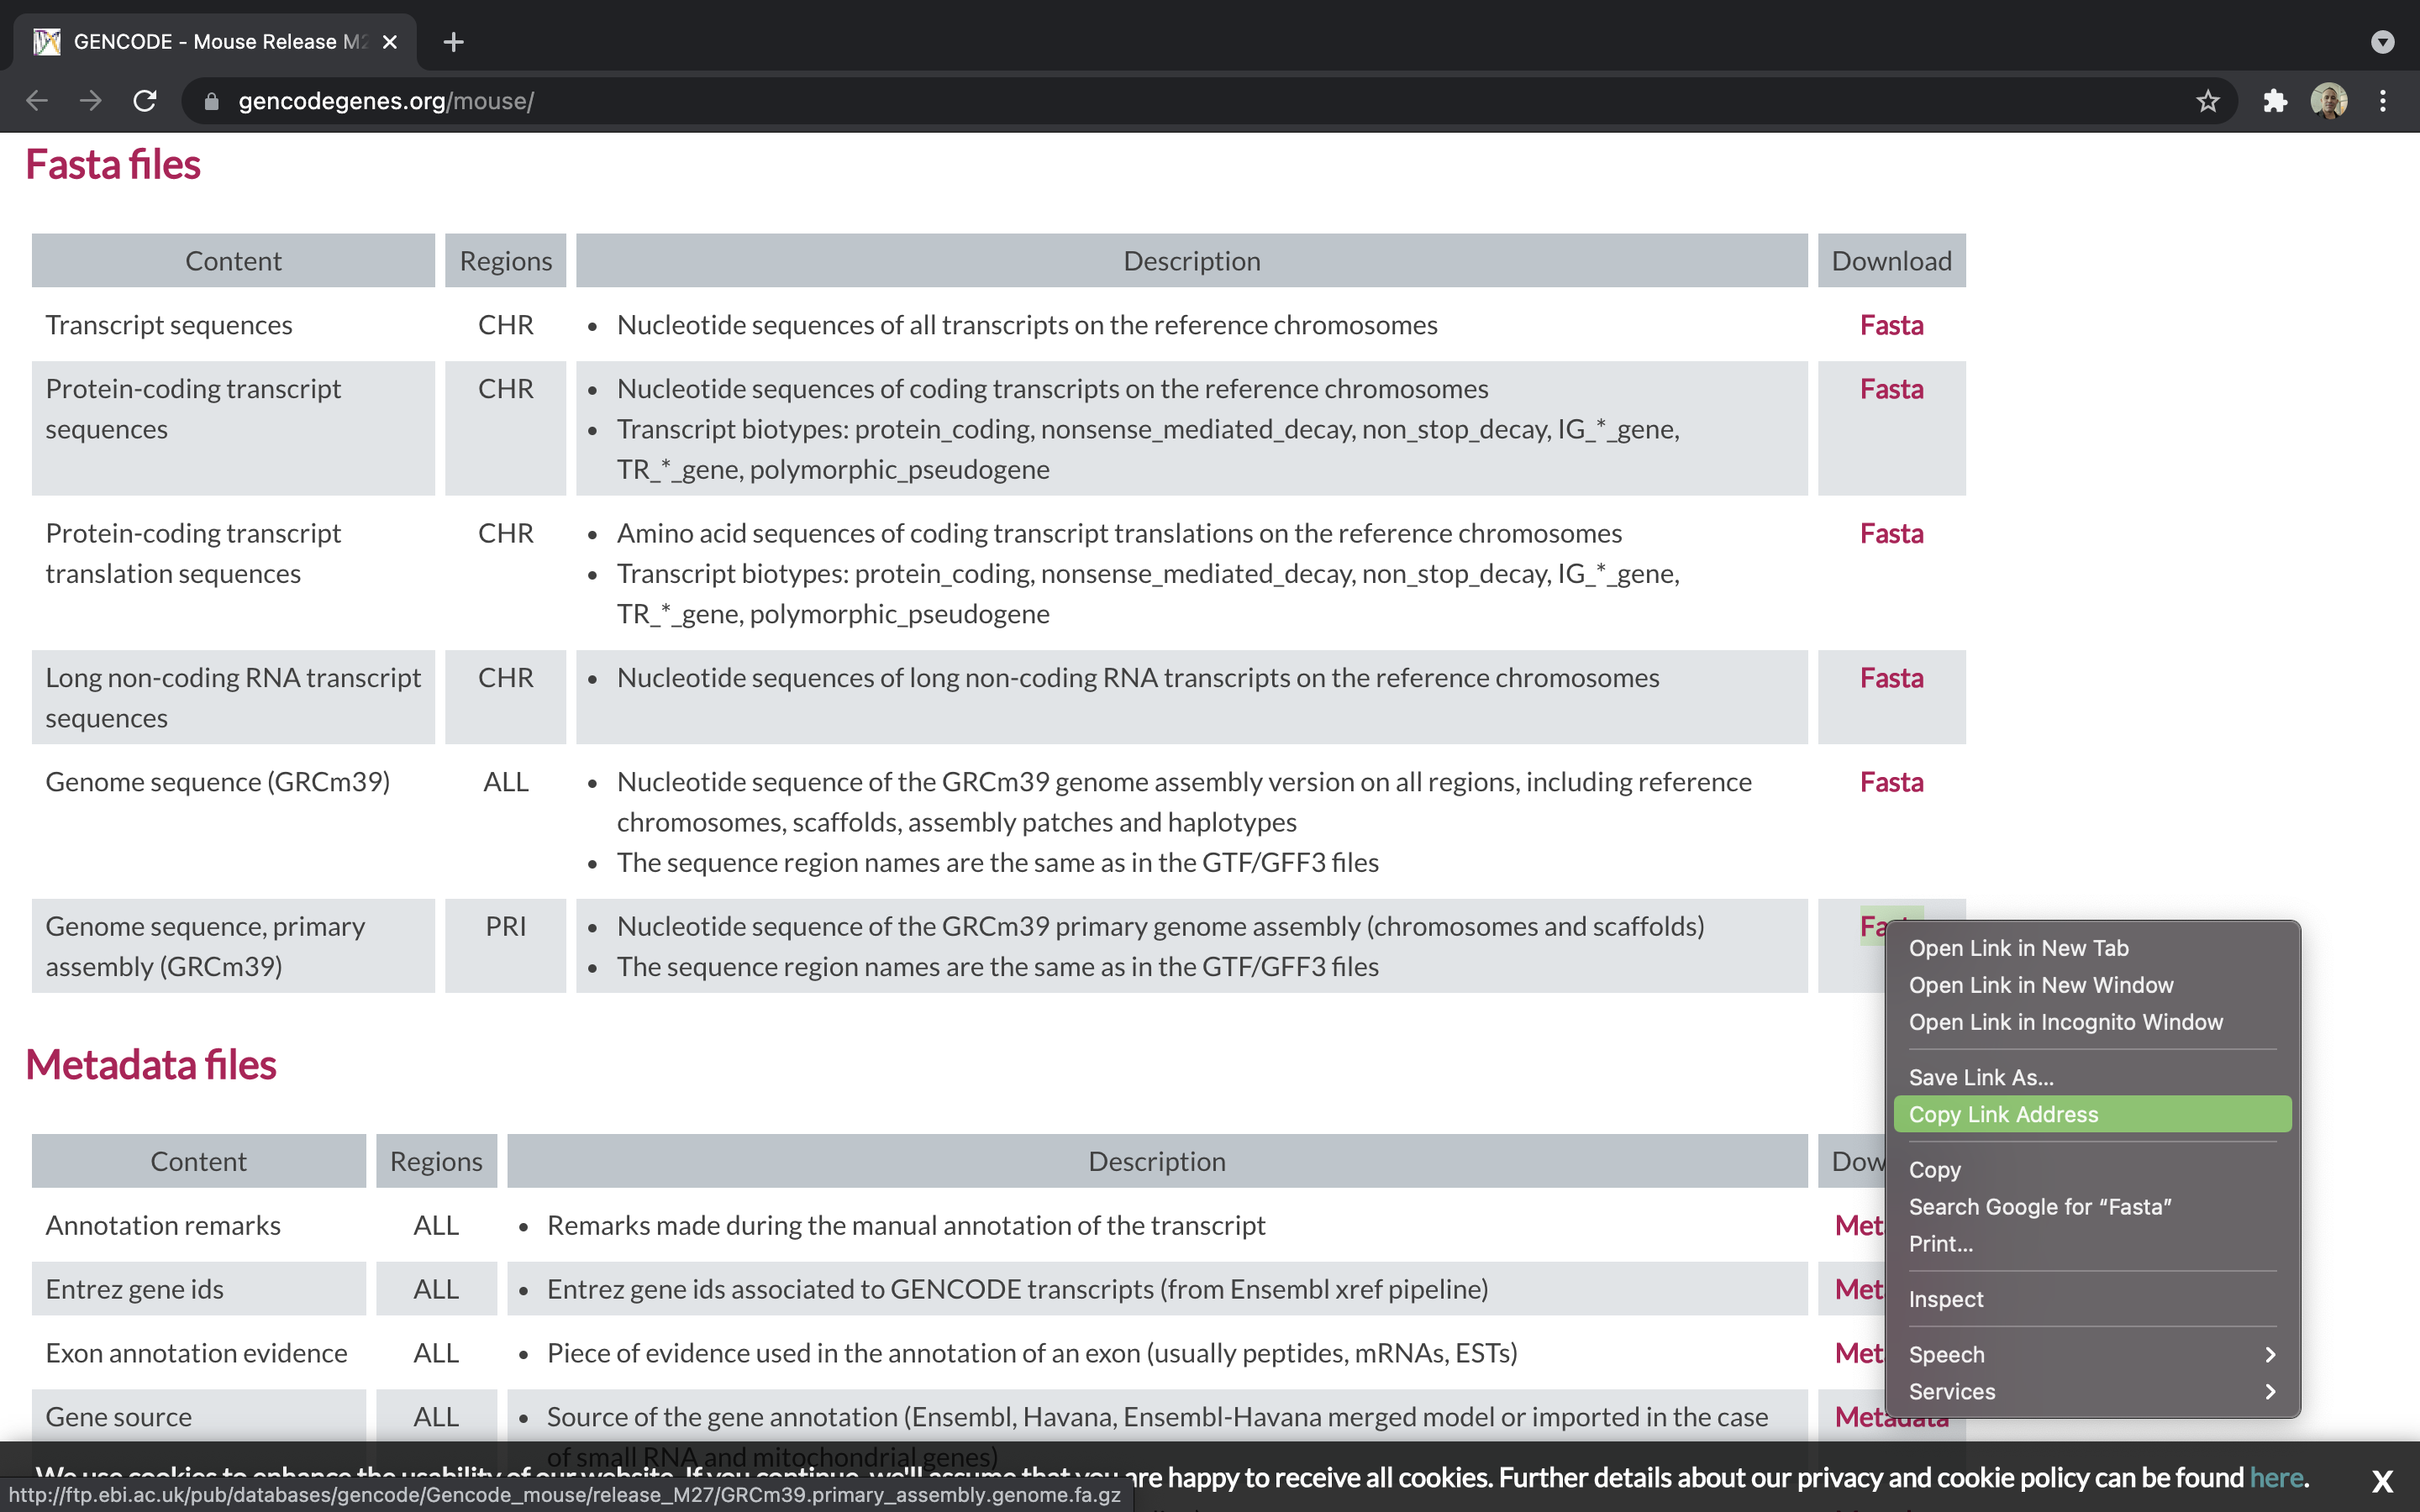 GENCODE - Mouse Release M2
gencodegenes.org/mouse/
Fasta files
Content Regions Description Download
Transcript sequences CHR • Nucleotide sequences of all transcripts on the reference chromosomes Fasta
Protein-coding transcript CHR • Nucleotide sequences of coding transcripts on the reference chromosomes Fasta
sequences • Transcript biotypes: protein_coding, nonsense_mediated_decay, non_stop_decay, IG_*_gene,
TR_*_gene, polymorphic_pseudogene
Protein-coding transcript CHR • Amino acid sequences of coding transcript translations on the reference chromosomes Fasta
translation sequences • Transcript biotypes: protein_coding, nonsense_mediated_decay, non_stop_decay, IG_*_gene,
TR_*_gene, polymorphic_pseudogene
Long non-coding RNA transcript CHR • Nucleotide sequences of long non-coding RNA transcripts on the reference chromosomes Fasta
sequences
Genome sequence (GRCm39) ALL • Nucleotide sequence of the GRCm39 genome assembly version on all regions, including reference Fasta
chromosomes, scaffolds, assembly patches and haplotypes
• The sequence region names are the same as in the GTF/GFF3 files
Genome sequence, primary PRI • Nucleotide sequence of the GRCm39 primary genome assembly (chromosomes and scaffolds) Fa
assembly (GRCm39) • The sequence region names are the same as in the GTF/GFF3 files
Open Link in New Tab
Open Link in New Window
Open Link in Incognito Window
Save Link As...
Copy Link Address
Copy
Search Google for “Fasta”
Print...
Inspect
Speech
Services
Metadata files
Content Regions Description Dow
Annotation remarks ALL • Remarks made during the manual annotation of the transcript Met
Entrez gene ids ALL • Entrez gene ids associated to GENCODE transcripts (from Ensembl xref pipeline) Met
Exon annotation evidence ALL • Piece of evidence used in the annotation of an exon (usually peptides, mRNAs, ESTs) Met
Gene source ALL • Source of the gene annotation (Ensembl, Havana, Ensembl-Havana merged model or imported in the case Metadata
of small RNA and mitochondrial genes)
We use cookies to enhance the usability of our website. If you continue, we'll assume that you are happy to receive all cookies. Further details about our privacy and cookie policy can be found here. X
http://ftp.ebi.ac.uk/pub/databases/gencode/Gencode_mouse/release_M27/GRCm39.primary_assembly.genome.fa.gz